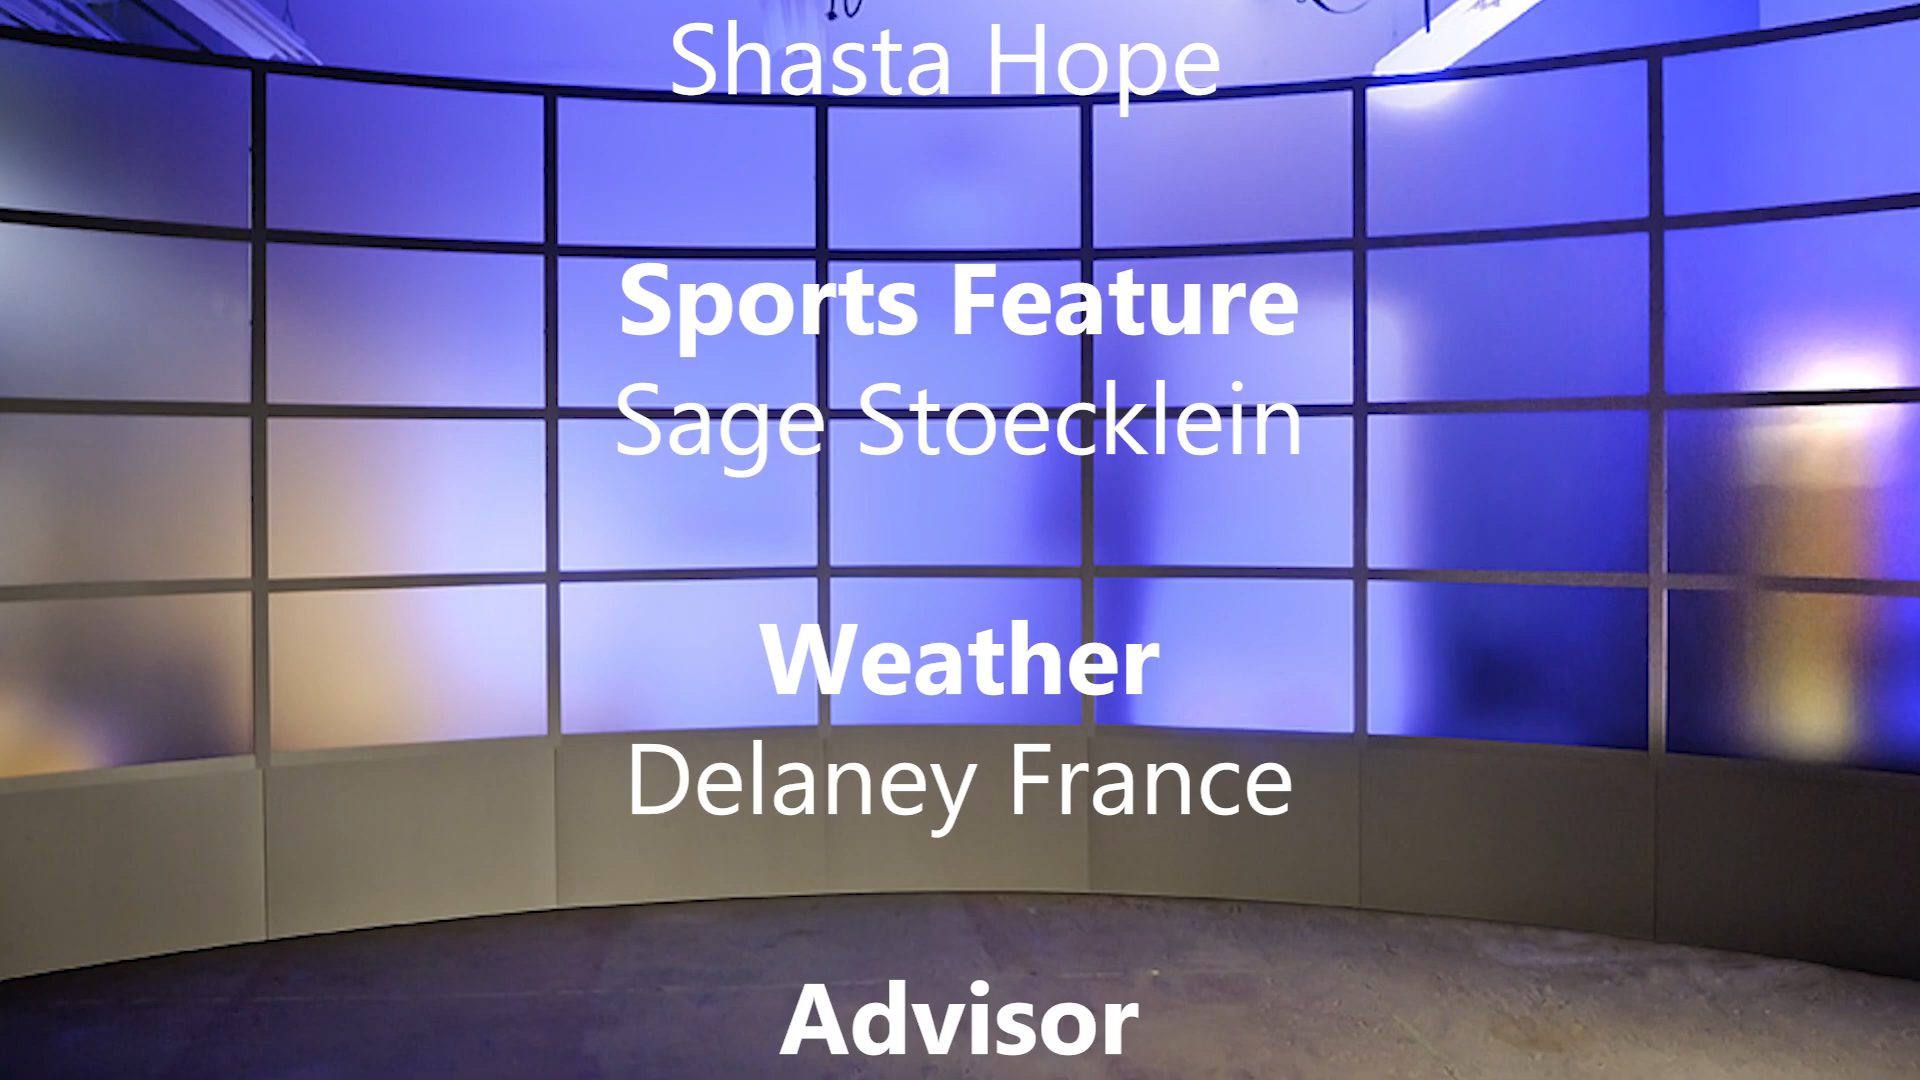 Shasta Hope
Sports Feature
Sage Stoecklein
Weather
Delaney France
Advisor